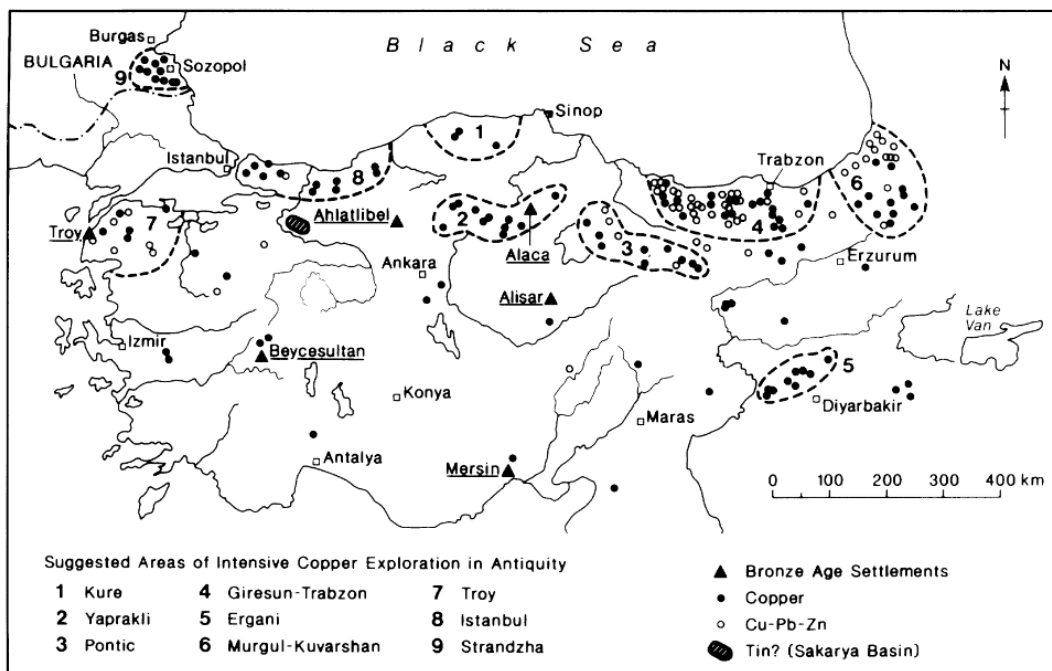 Burgas
Black Sea
BULGARIA
Sozopol
9
N
Sinop
1
Istanbul
8
Trabzon
6
Ahlatlibel
2
7
Troy
4
3
Alaca
Ankara
Erzurum
Alisar
Lake
Van
Izmir
Beycesultan
5
Konya
Diyarbakir
Maras
Antalya
Mersin
0 100 200 300 400
km
Suggested Areas of Intensive Copper Exploration in Antiquity
1 Kure 4 Giresun-Trabzon 7 Troy
2 Yaprakli 5 Ergani 8 Istanbul
3 Pontic 6 Murgul-Kuvarshan 9 Strandzha
Bronze Age Settlements
Copper
Cu-Pb-Zn
Tin? (Sakarya Basin)